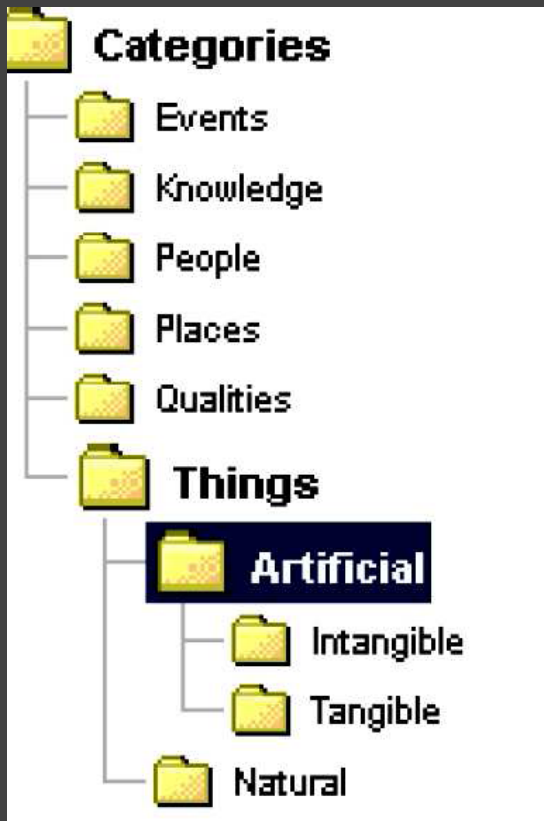 Categories
Events
Knowledge
People
Places
Qualities
Things
Artificial
Intangible
Tangible
Natural